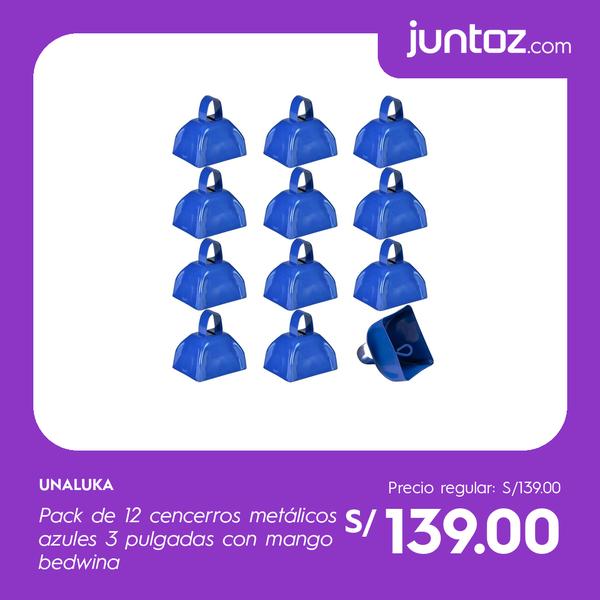 juntoz.com
UNALUKA
Pack de 12 cencerros metálicos
azules 3 pulgadas con mango
bedwina
Precio regular: S/139.00
S/ 139.00